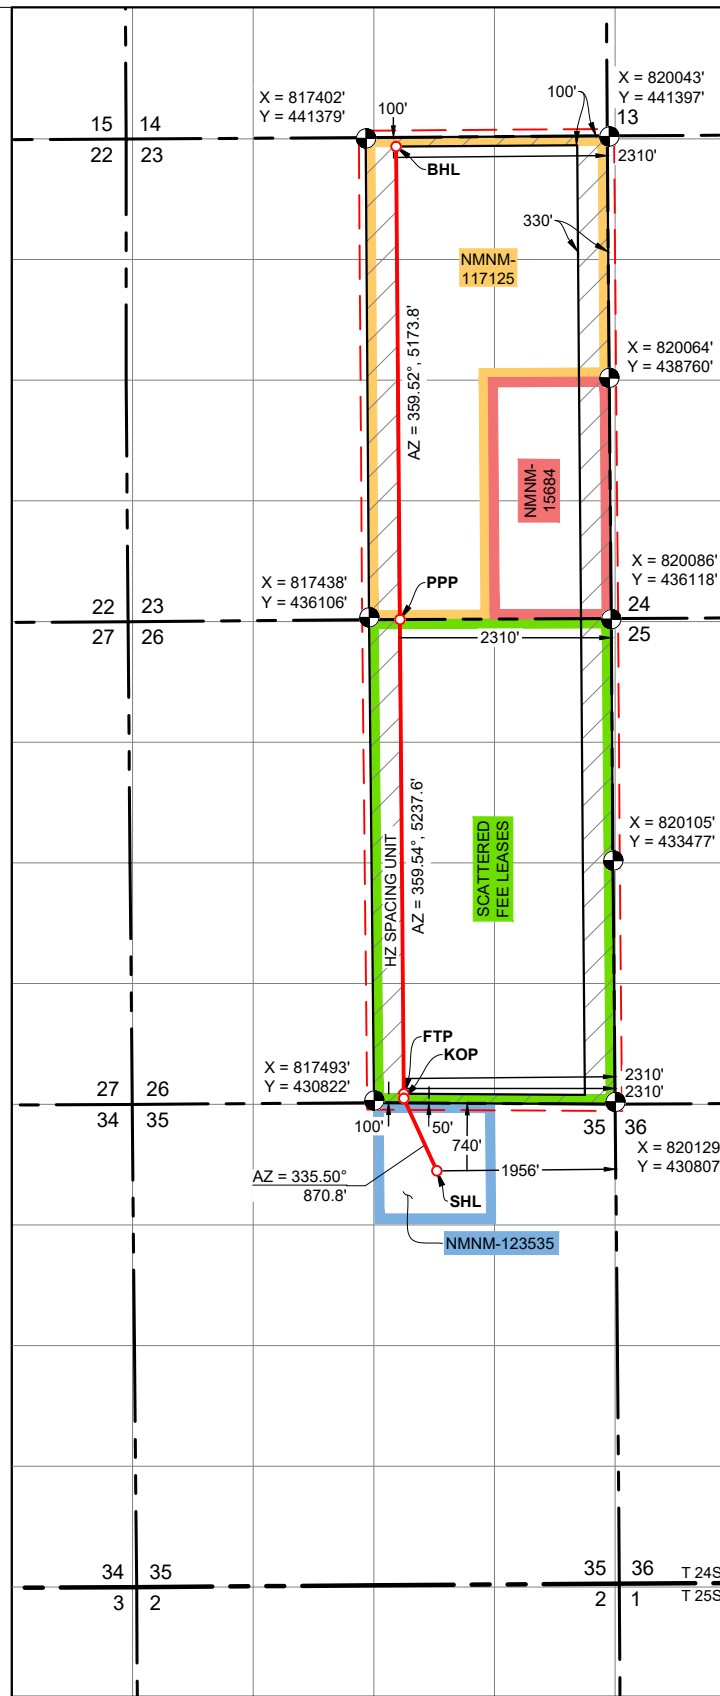 X = 817402'
Y = 441379'
100'
100'
X = 820043'
Y = 441397'
15 14
13
22 23
BHL
2310'
330'
NMNM-
117125
AZ = 359.52°, 5173.8'
X = 820064'
Y = 438760'
NMNM-
15684
X = 817438'
Y = 436106'
PPP
X = 820086'
Y = 436118'
22 23
24
27 26
2310'
25
HZ SPACING UNIT
AZ = 359.54°, 5237.6'
SCATTERED
FEE LEASES
X = 820105'
Y = 433477'
FTP
KOP
X = 817493'
Y = 430822'
2310'
2310'
27 26
34 35
100'
50'
35 36
740'
X = 820129
Y = 430807
1956'
AZ = 335.50°
870.8'
SHL
NMNM-123535
34 35
35 36
T 24S
3 2
2 1
T 25S